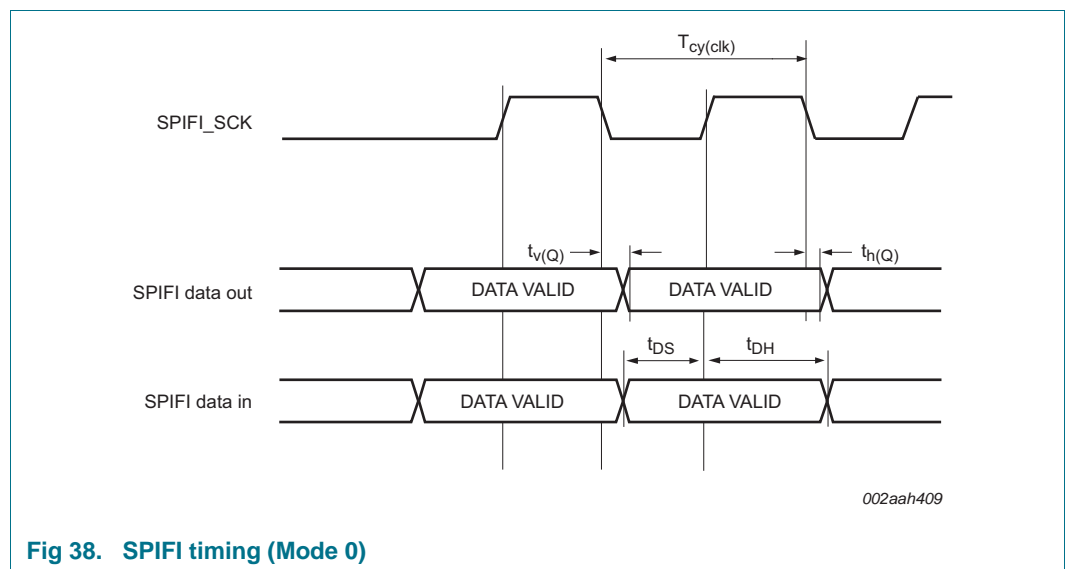 Tcy(clk)
SPIFI_SCK
tv(Q)
th(Q)
SPIFI data out
DATA VALID
DATA VALID
tDS
tDH
SPIFI data in
DATA VALID
DATA VALID
002aah409
Fig 38. SPIFI timing (Mode 0)